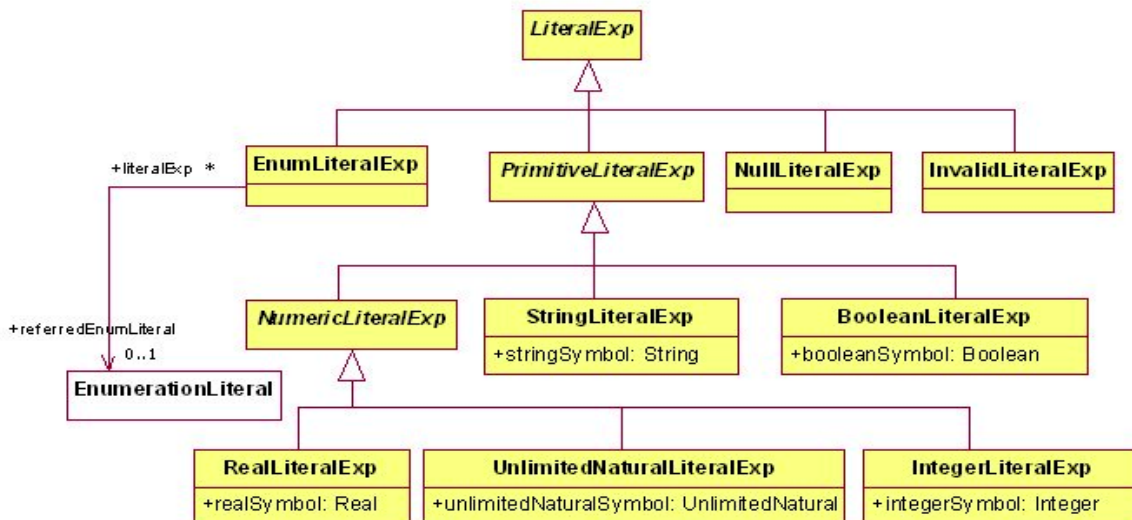 LiteralExp
+literalExp *
EnumLiteralExp
PrimitiveLiteralExp
NullLiteralExp
InvalidLiteralExp
NumericLiteralExp
StringLiteralExp
+stringSymbol: String
BooleanLiteralExp
+booleanSymbol: Boolean
+referredEnumLiteral
0..1
EnumerationLiteral
RealLiteralExp
+realSymbol: Real
UnlimitedNaturalLiteralExp
+unlimitedNaturalSymbol: UnlimitedNatural
IntegerLiteralExp
+integerSymbol: Integer